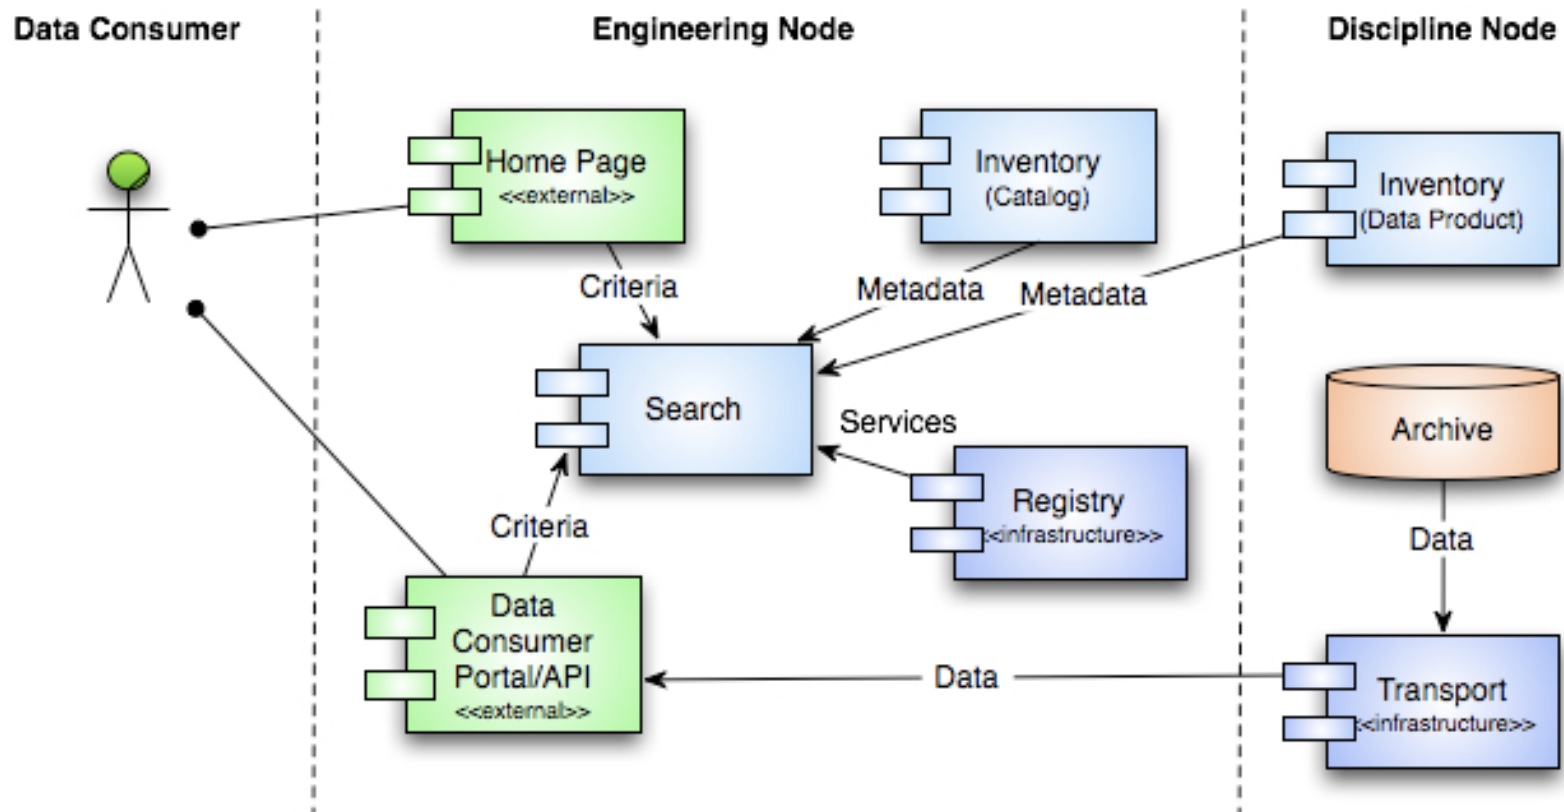 Data Consumer
Engineering Node
Discipline Node
Home Page
<<external>>
Inventory
(Catalog)
Inventory
(Data Product)
Criteria
Metadata
Metadata
Search
Services
Archive
Registry
<<infrastructure>>
Criteria
Data
Data
Consumer
Portal/API
<<external>>
Data
Transport
<<infrastructure>>